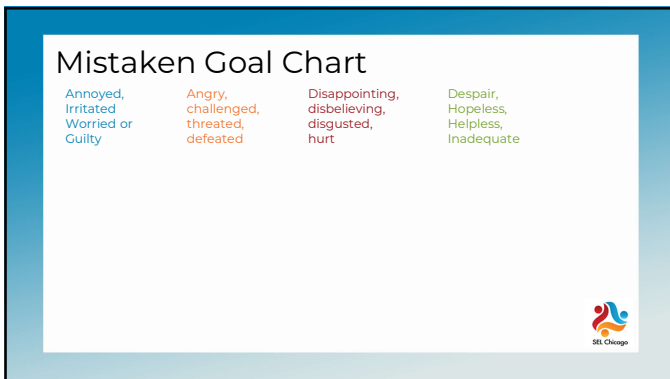 Mistaken Goal Chart
Annoyed,
Irritated
Worried or
Guilty
Angry,
challenged,
threated,
defeated
Disappointing,
disbelieving,
disgusted,
hurt
Despair,
Hopeless,
Helpless,
Inadequate
SEL Chicago